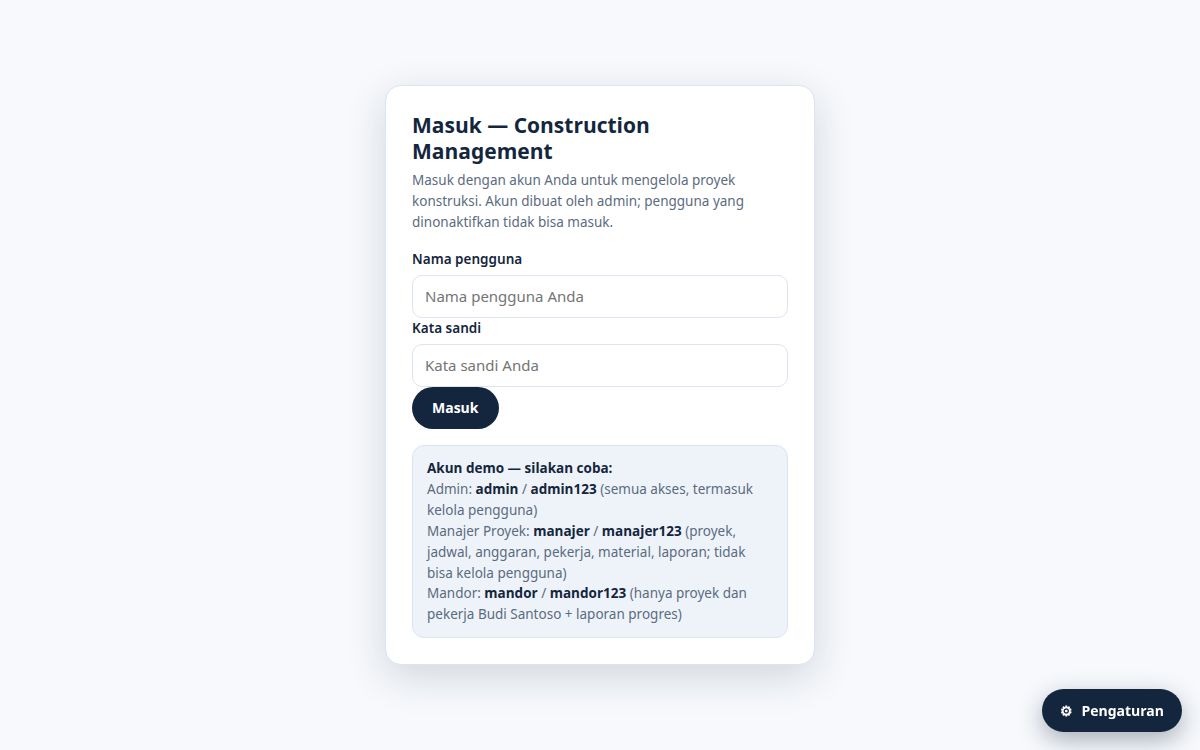 Masuk — Construction
Management
Masuk dengan akun Anda untuk mengelola proyek
konstruksi. Akun dibuat oleh admin; pengguna yang
dinonaktifkan tidak bisa masuk.
Nama pengguna
Nama pengguna Anda
Kata sandi
Kata sandi Anda
Masuk
Akun demo — silakan coba:
Admin: admin / admin123 (semua akses, termasuk
kelola pengguna)
Manajer Proyek: manajer / manajer123 (proyek,
jadwal, anggaran, pekerja, material, laporan; tidak
bisa kelola pengguna)
Mandor: mandor / mandor123 (hanya proyek dan
pekerja Budi Santoso + laporan progres)
⚙ Pengaturan